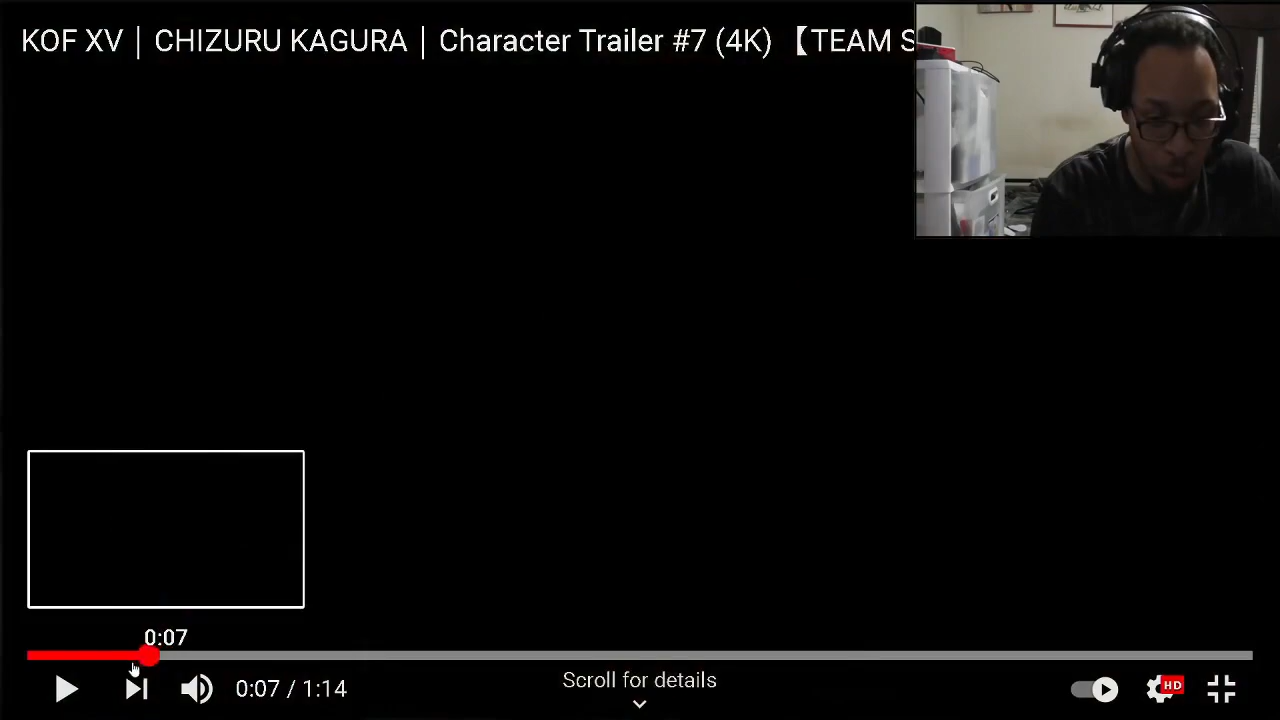 KOF XV | CHIZURU KAGURA | Character Trailer #7 (4K) 【TEAM S
0:07
0:07 / 1:14
Scroll for details
HD